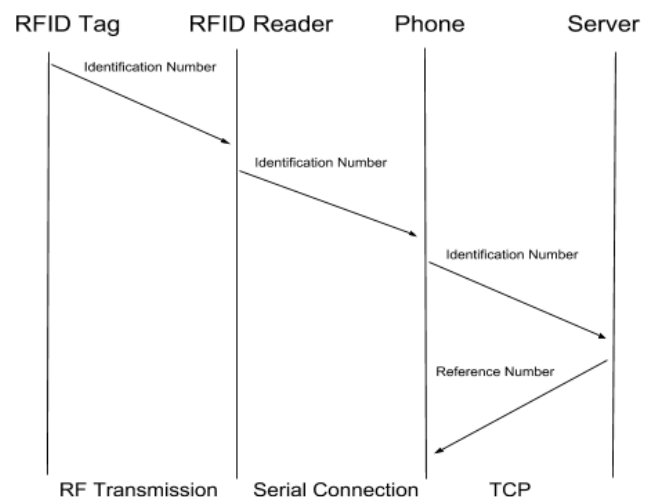 RFID Tag RFID Reader Phone Server
Identification Number
Identification Number
Identification Number
Reference Number
RF Transmission Serial Connection TCP